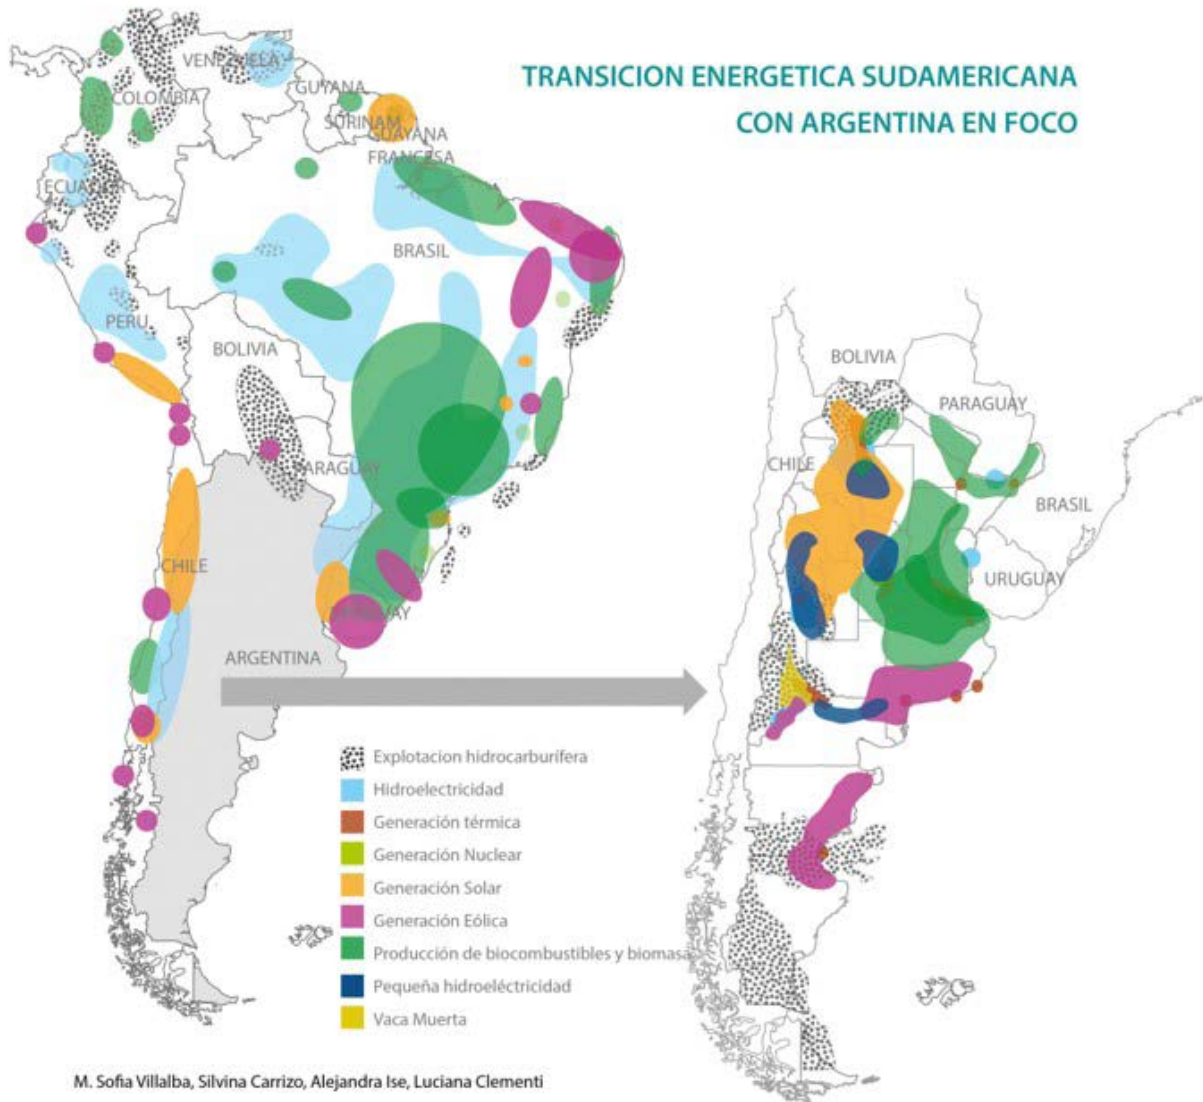 TRANSICION ENERGETICA SUDAMERICANA
CON ARGENTINA EN FOCO
VENEZUELA
GUYANA
COLOMBIA
SURINAM
GUAYANA
FRANCESA
ECUADOR
BRASIL
PERU
BOLIVIA
PARAGUAY
CHILE
ARGENTINA
BOLIVIA
PARAGUAY
CHILE
BRASIL
URUGUAY
Explotacion hidrocarburífera
Hidroelectricidad
Generación térmica
Generación Nuclear
Generación Solar
Generación Eólica
Producción de biocombustibles y biomasa
Pequeña hidroeléctricidad
Vaca Muerta
M. Sofia Villalba, Silvina Carrizo, Alejandra Ise, Luciana Clementi